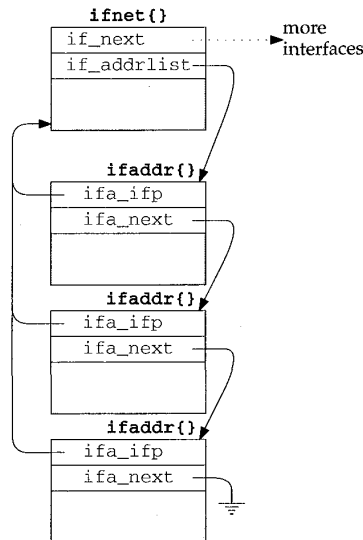 ifnet{}
if_next
more
interfaces
if_addrlist
ifaddr{}
ifa_ifp
ifa_next
ifaddr{}
ifa_ifp
ifa_next
ifaddr{}
ifa_ifp
ifa_next